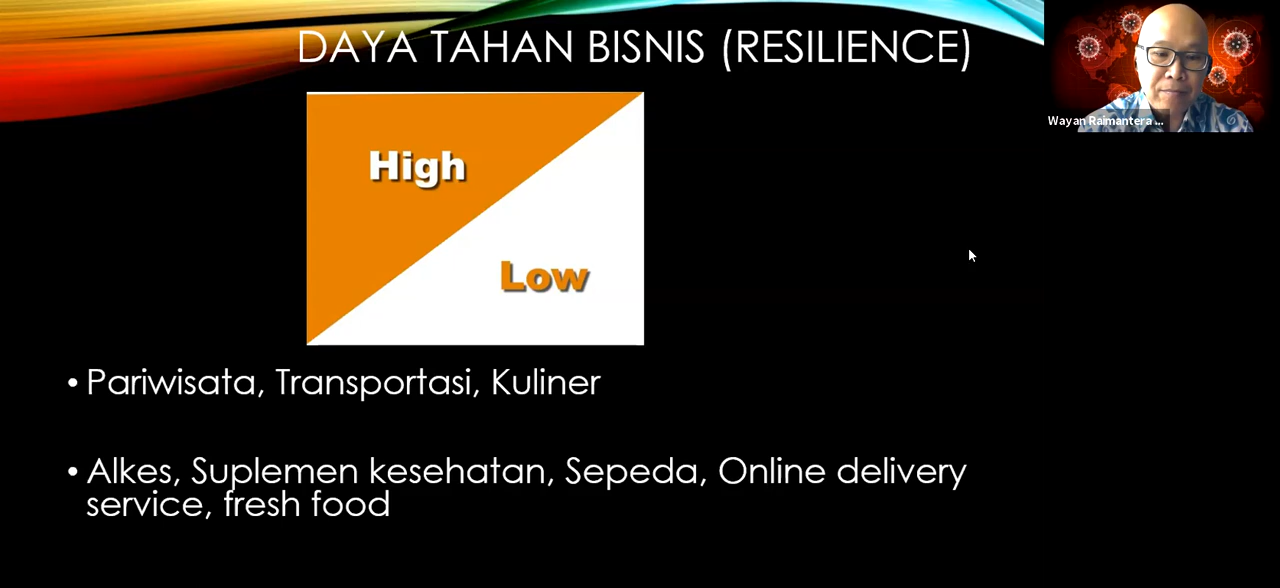 DAYA TAHAN BISNIS (RESILIENCE)
Wayan Raimantera ...
High
Low
• Pariwisata, Transportasi, Kuliner
• Alkes, Suplemen kesehatan, Sepeda, Online delivery
service, fresh food